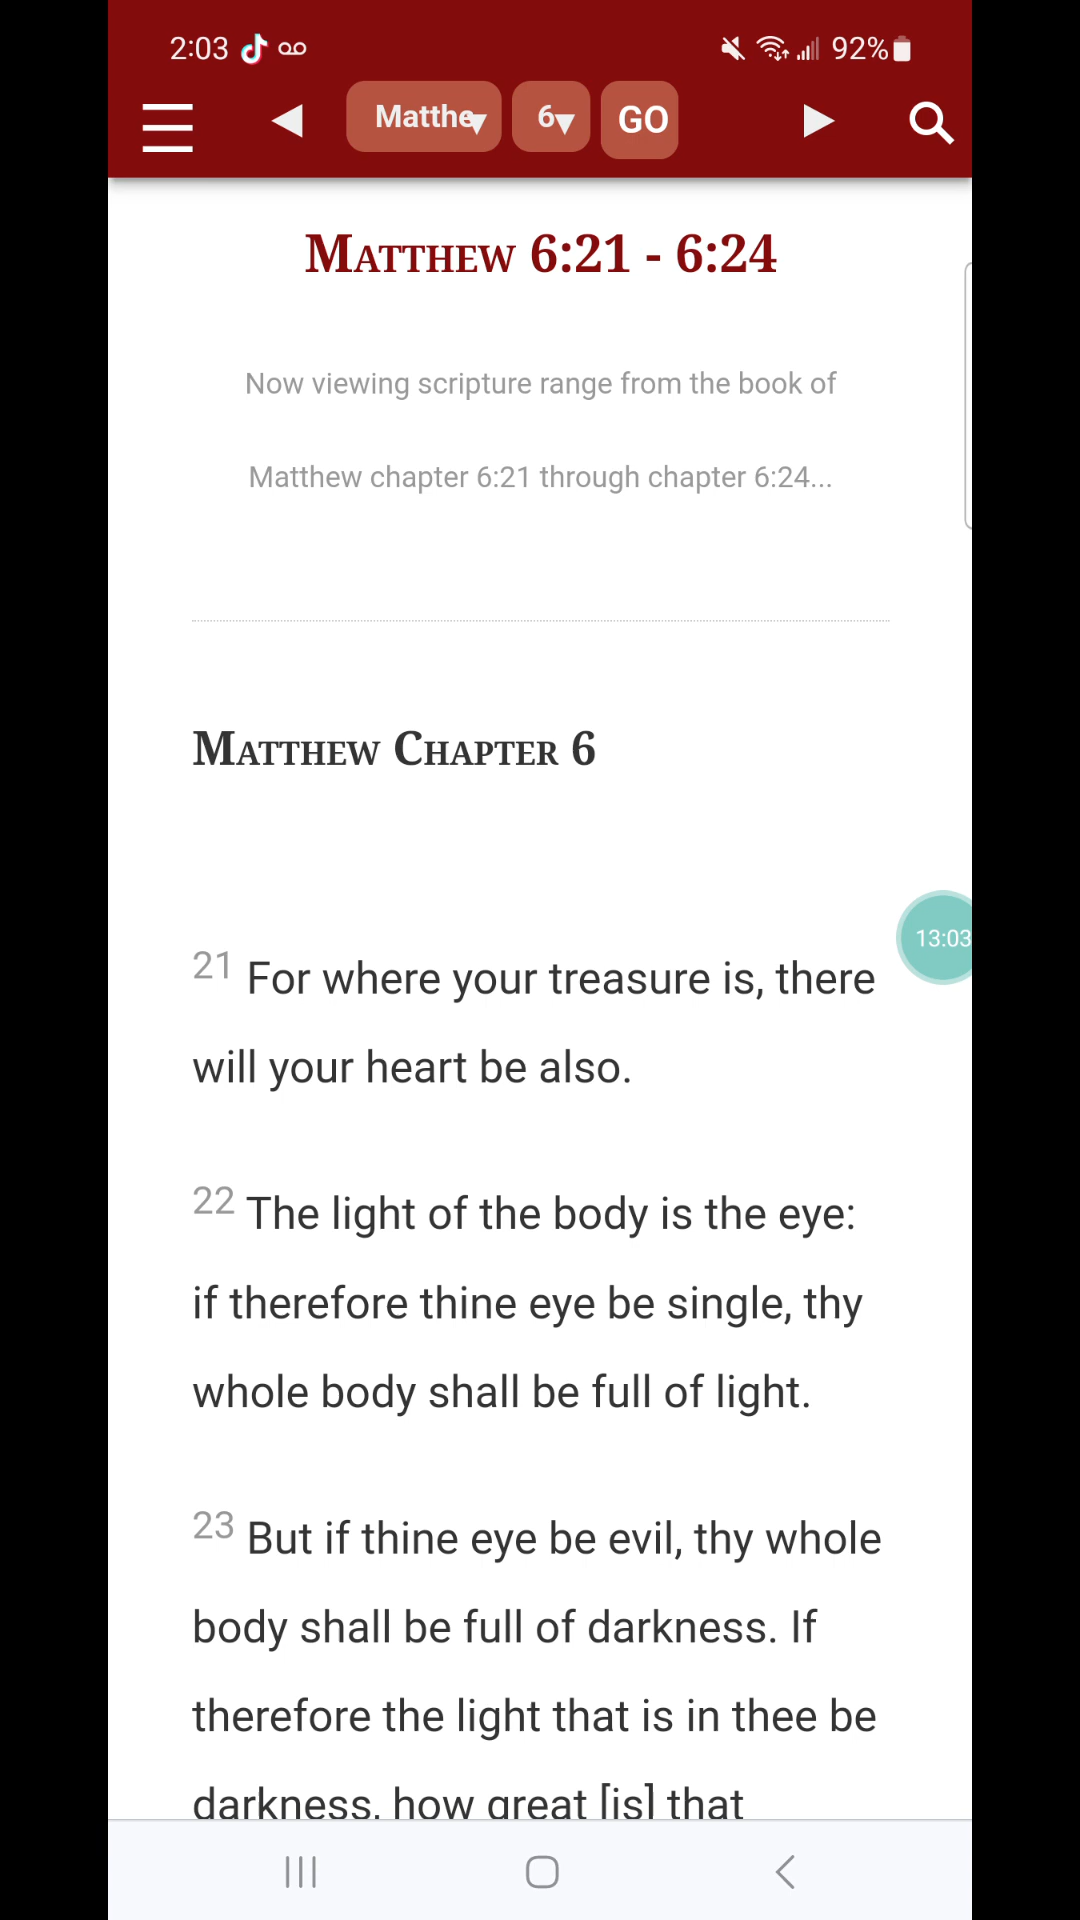 2:03 92%
Matthe 6 GO
Matthew 6:21 - 6:24
Now viewing scripture range from the book of
Matthew chapter 6:21 through chapter 6:24...
Matthew Chapter 6
13:03
21 For where your treasure is, there
will your heart be also.
22 The light of the body is the eye:
if therefore thine eye be single, thy
whole body shall be full of light.
23 But if thine eye be evil, thy whole
body shall be full of darkness. If
therefore the light that is in thee be
darkness, how great [is] that